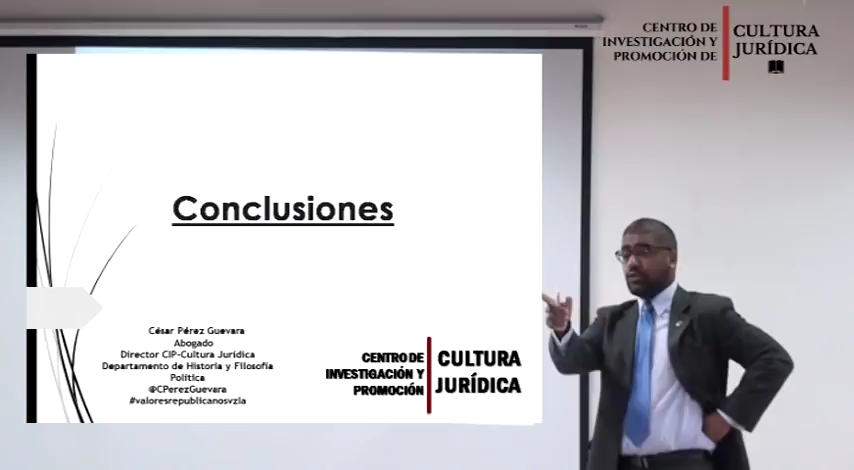 CENTRO DE
INVESTIGACIÓN Y
PROMOCIÓN DE
CULTURA
JURÍDICA
Conclusiones
César Pérez Guevara
Abogado
Director CIP-Cultura Jurídica
Departamento de Historia y Filosofía
Política
@CPerezGuevara
#valoresrepublicanosvzla
CENTRO DE
INVESTIGACIÓN Y
PROMOCIÓN
CULTURA
JURÍDICA